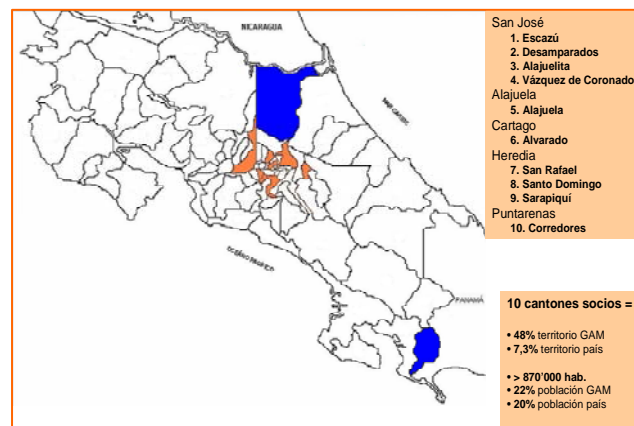 NICARAGUA
MAR CARIBE
OCÉANO PACIFICO
PANAMÁ
San José
1. Escazú
2. Desamparados
3. Alajuelita
4. Vázquez de Coronado
Alajuela
5. Alajuela
Cartago
6. Alvarado
Heredia
7. San Rafael
8. Santo Domingo
9. Sarapiquí
Puntarenas
10. Corredores
10 cantones socios =
• 48% territorio GAM
• 7,3% territorio país
• > 870'000 hab.
• 22% población GAM
• 20% población país